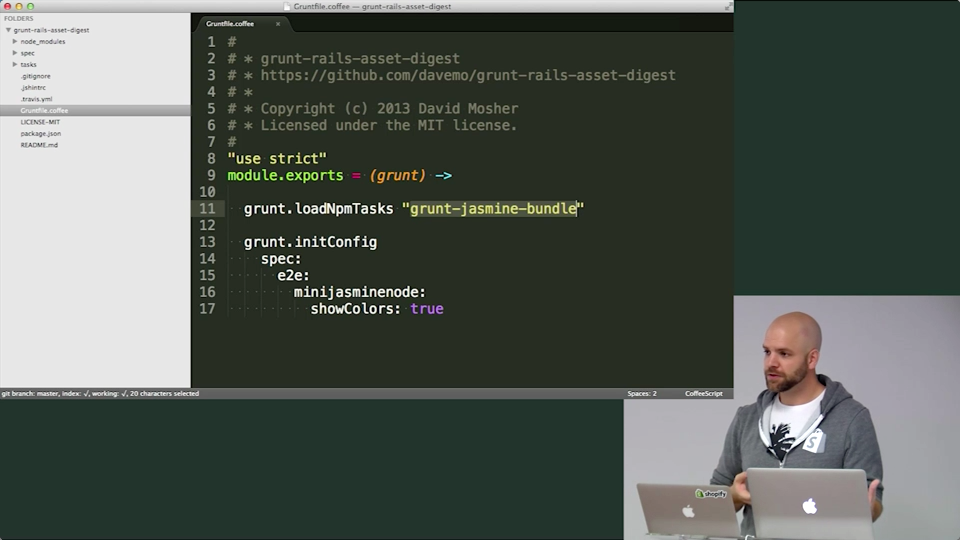 Gruntfile.coffee — grunt-rails-asset-digest
FOLDERS
grunt-rails-asset-digest
node_modules
spec
tasks
.gitignore
.jshintrc
.travis.yml
Gruntfile.coffee
LICENSE-MIT
package.json
README.md
Gruntfile.coffee ×
1 #
2 # * grunt-rails-asset-digest
3 # * https://github.com/davemo/grunt-rails-asset-digest
4 # *
5 # * Copyright (c) 2013 David Mosher
6 # * Licensed under the MIT license.
7 #
8 "use strict"
9 module.exports = (grunt) ->
10
11 grunt.loadNpmTasks "grunt-jasmine-bundle"
12
13 grunt.initConfig
14 spec:
15 e2e:
16 minijasminenode:
17 showColors: true
git branch: master, index: √, working: √, 20 characters selected
Spaces: 2
CoffeeScript
S
shopify